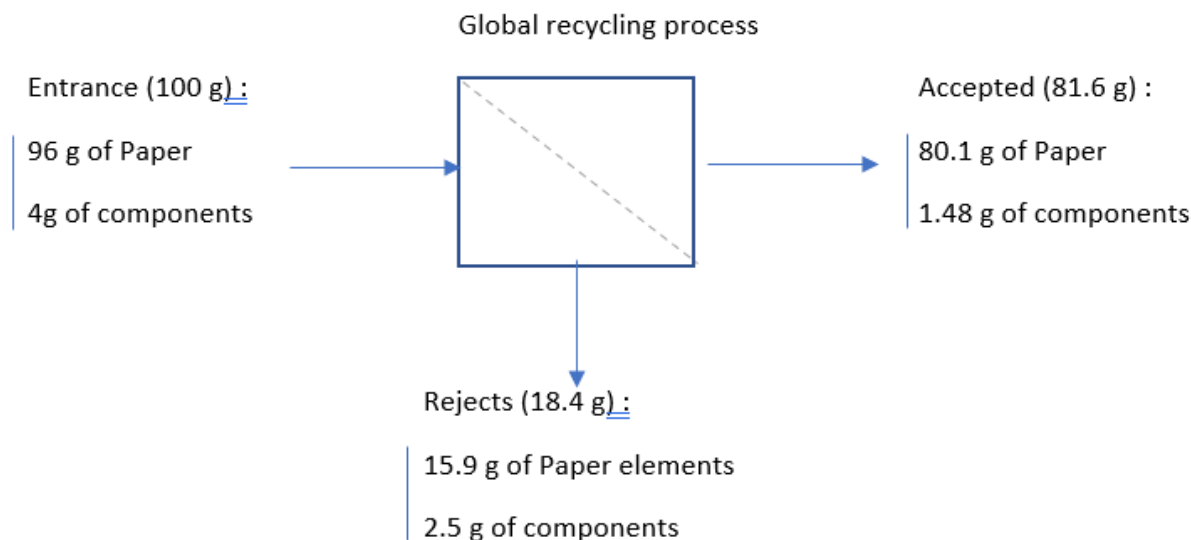 Global recycling process
Entrance (100 g) :
96 g of Paper
4g of components
Accepted (81.6 g) :
80.1 g of Paper
1.48 g of components
Rejects (18.4 g) :
15.9 g of Paper elements
2.5 g of components